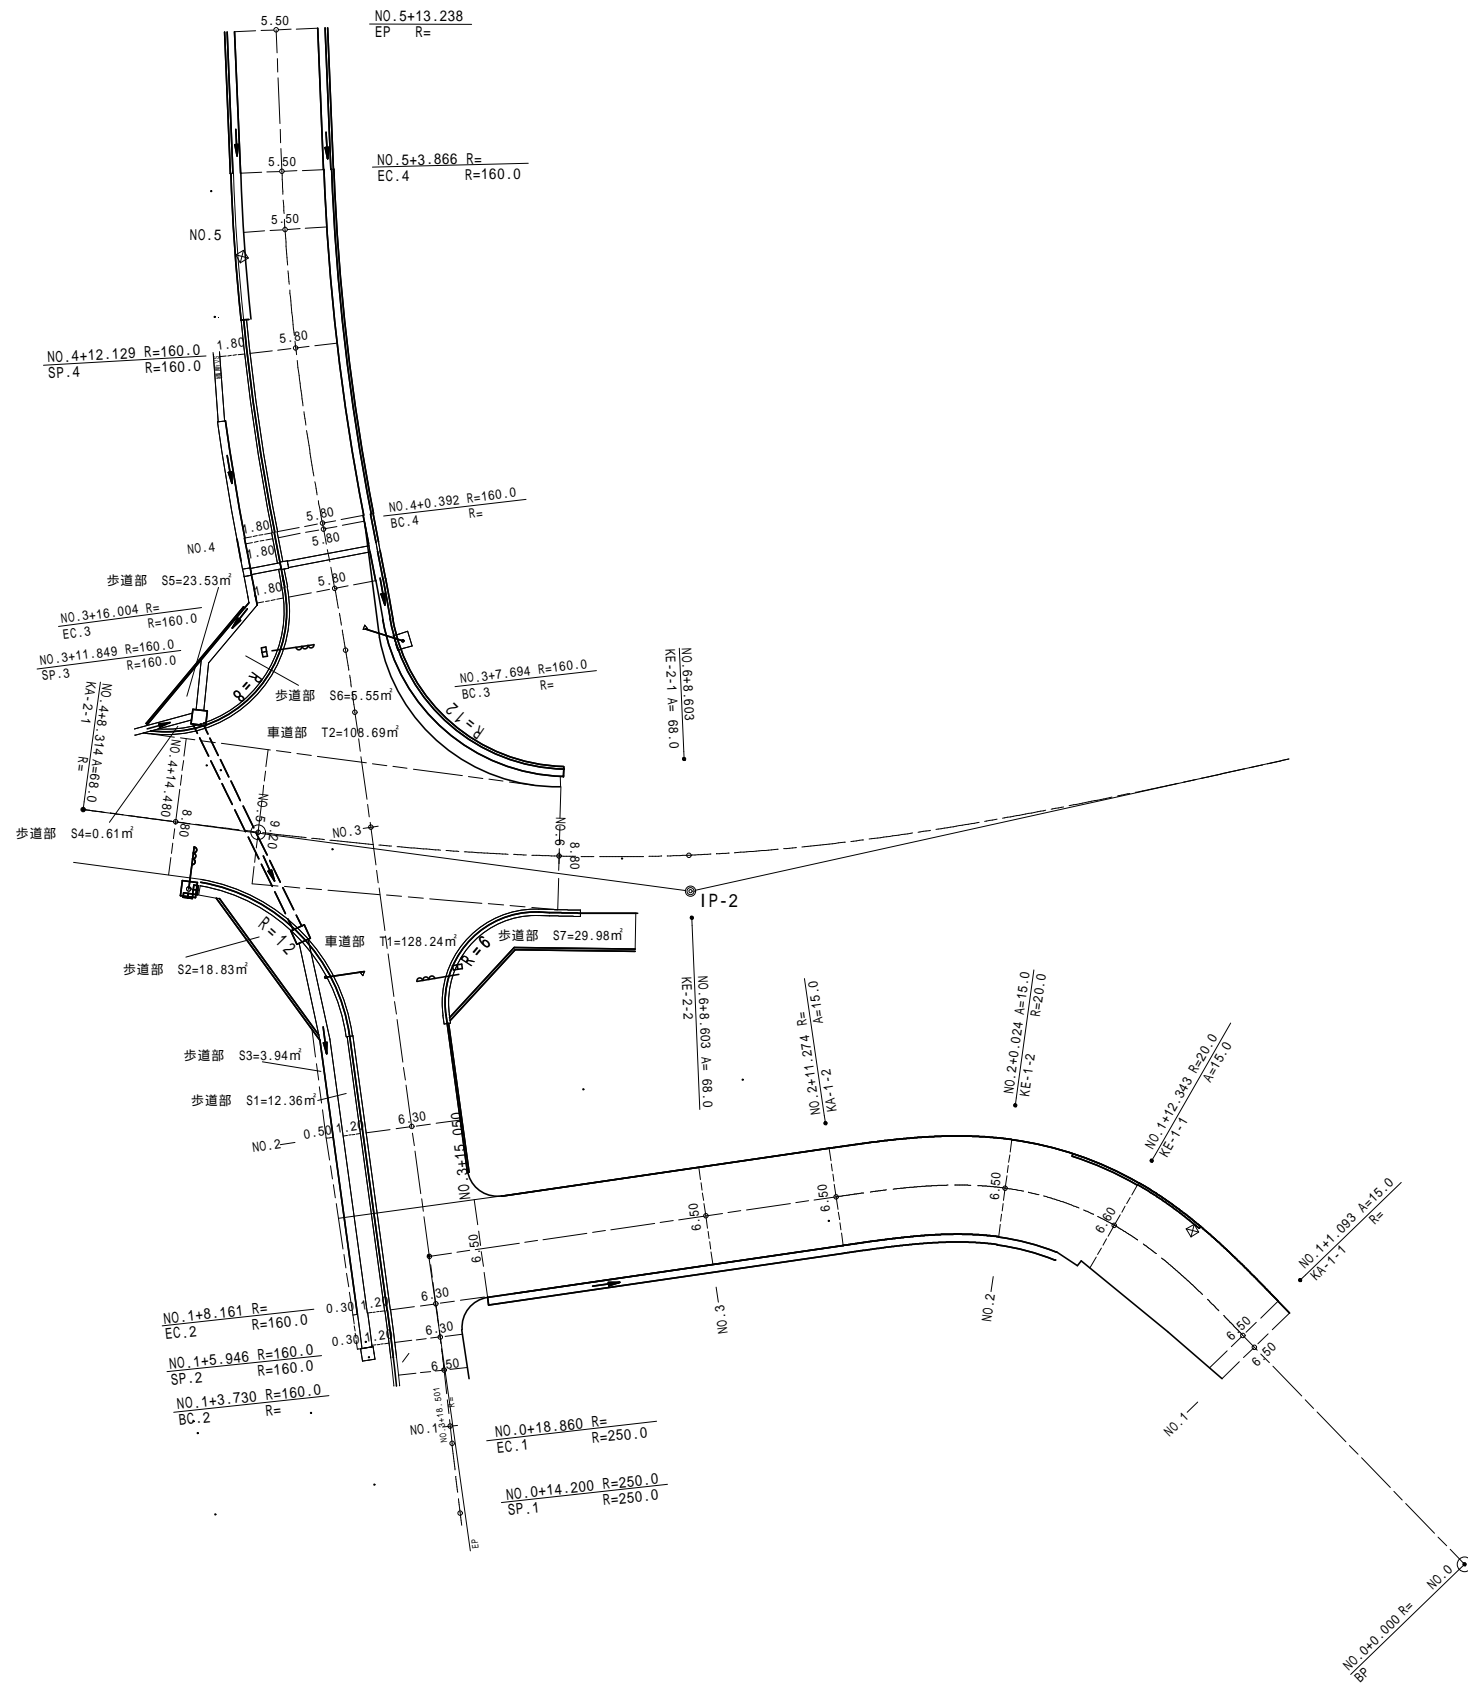 5.50
NO.5+13.238
EP R=
5.50
NO.5+3.866 R=
EC.4 R=160.0
5.50
NO.5
1.80
5.80
NO.4+12.129 R=160.0
SP.4 R=160.0
NO.4+0.392 R=160.0
BC.4 R=
1.80
5.80
NO.4
1.80
5.80
歩道部 S5=23.53㎡
1.80
5.80
NO.3+16.004 R=
EC.3 R=160.0
NO.3+11.849 R=160.0
SP.3 R=160.0
NO.3+7.694 R=160.0
BC.3 R=
R=8
歩道部 S6=5.55㎡
R=12
車道部 T2=108.69㎡
NO.6+8.603
KE-2-1 A= 68.0
NO.4+8.314 A=68.0
KA-2-1 R=
NO.4+14.480
8.80
NO.5
9.20
NO.3
NO.6
8.80
歩道部 S4=0.61㎡
IP-2
R=12
車道部 T1=128.24㎡
R=6
歩道部 S7=29.98㎡
歩道部 S2=18.83㎡
NO.6+8.603 A= 68.0
KE-2-2
NO.2+11.274 R=
KA-1-2 A=15.0
NO.2+0.024 A=15.0
KE-1-2 R=20.0
NO.1+12.343 R=20.0
KE-1-1 A=15.0
歩道部 S3=3.94㎡
歩道部 S1=12.36㎡
NO.2
0.50
1.20
6.30
NO.3+15.050
6.50
6.50
6.50
6.50
6.60
NO.1+1.093 A=15.0
KA-1-1 R=
NO.1+8.161 R=
EC.2 R=160.0
0.30
1.20
6.30
NO.3
NO.2
6.50
6.50
NO.1+5.946 R=160.0
SP.2 R=160.0
0.30
1.20
6.30
NO.1+3.730 R=160.0
BC.2 R=
6.50
NO.3+18.501
R=
NO.1
NO.0+18.860 R=
EC.1 R=250.0
NO.1
NO.0+14.200 R=250.0
SP.1 R=250.0
EP
NO.0
NO.0+0.000 R=
BP